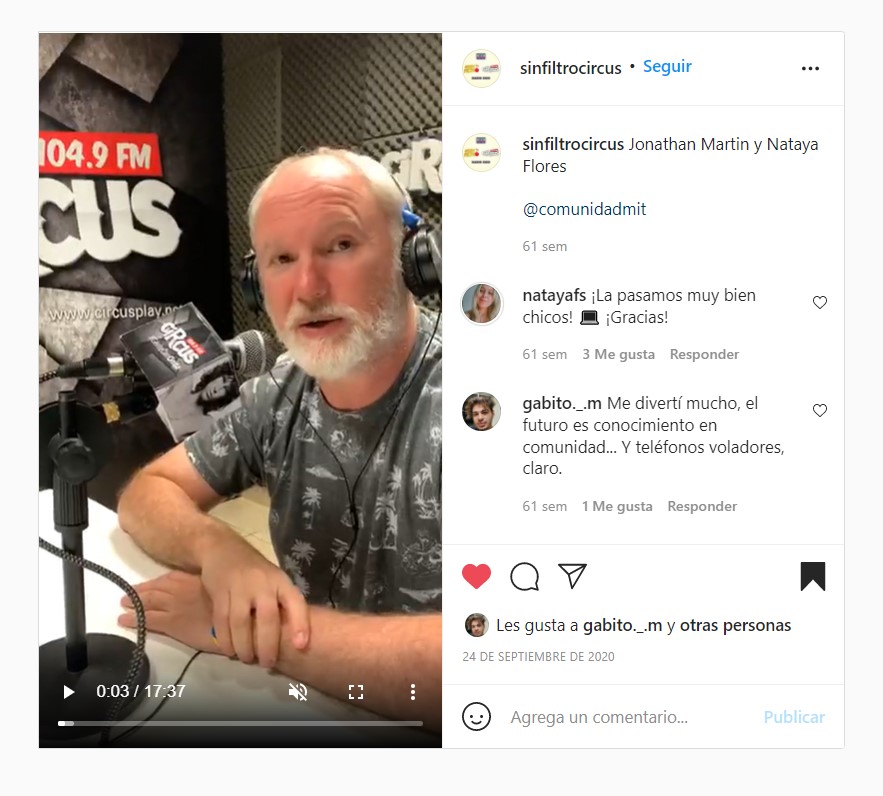 104.9 FM
CIRCUS
www.circusplay.net
CIRCUS
0:03 / 17:37
sinfiltrocircus • Seguir
sinfiltrocircus Jonathan Martin y Nataya
Flores
@comunidadmit
61 sem
natayafs ¡La pasamos muy bien
chicos! 💻 ¡Gracias!
61 sem 3 Me gusta Responder
gabito._.m Me divertí mucho, el
futuro es conocimiento en
comunidad... Y teléfonos voladores,
claro.
61 sem 1 Me gusta Responder
Les gusta a gabito._.m y otras personas
24 DE SEPTIEMBRE DE 2020
Agrega un comentario...
Publicar